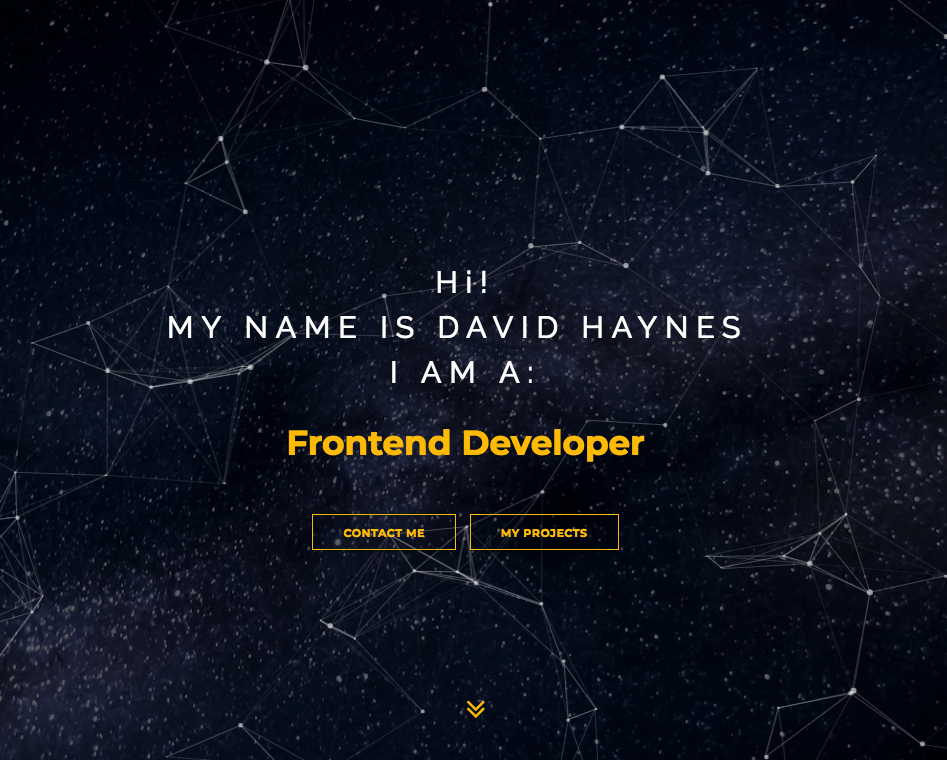 Hi!
MY NAME IS DAVID HAYNES
I AM A:
Frontend Developer
CONTACT ME
MY PROJECTS